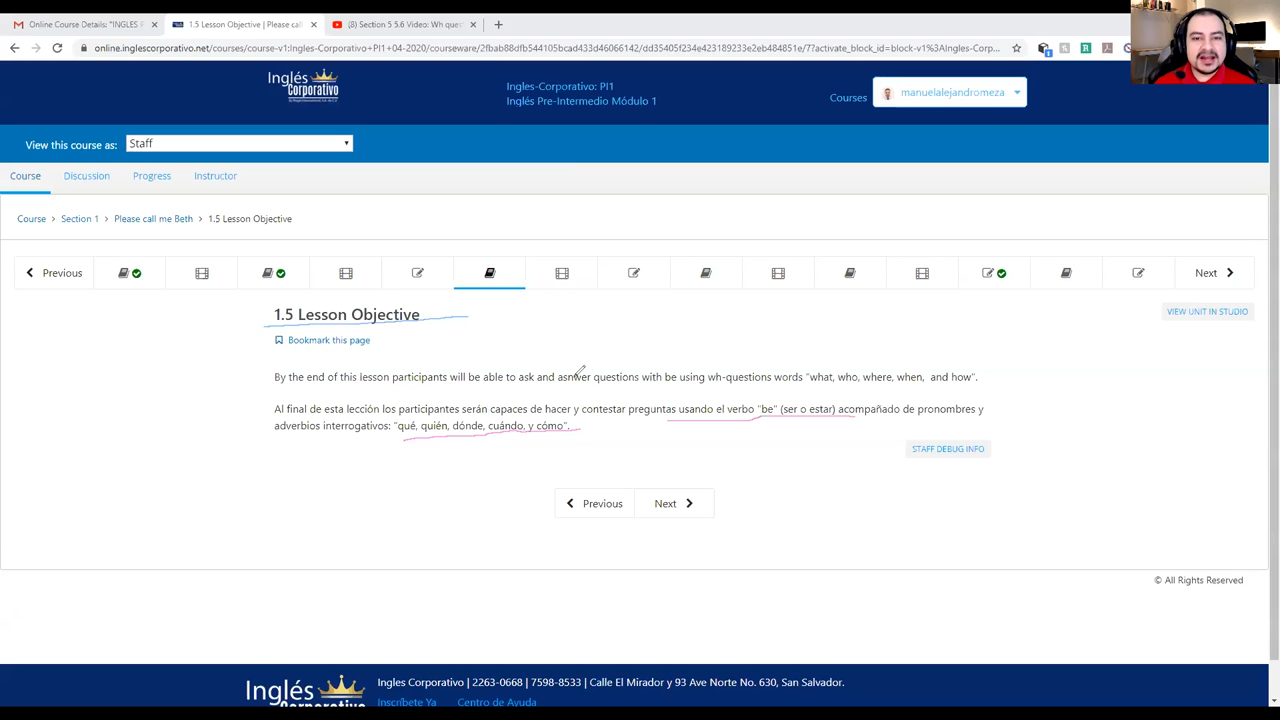 Online Course Details: "INGLES P
1.5 Lesson Objective | Please call
(8) Section 5 5.6 Video: Wh ques
online.inglescorporativo.net/courses/course-v1:Ingles-Corporativo+PI1+04-2020/courseware/2fbab88dfb544105bcad433d46066142/dd35405f234e423189233e2eb484851e/7?activate_block_id=block-v1%3AIngles-Corp...
Inglés
Corporativo
Ingles-Corporativo: PI1
Inglés Pre-Intermedio Módulo 1
Courses
manuelalejandromeza
View this course as:
Staff
Course
Discussion
Progress
Instructor
Course > Section 1 > Please call me Beth > 1.5 Lesson Objective
Previous
Next
1.5 Lesson Objective
VIEW UNIT IN STUDIO
Bookmark this page
By the end of this lesson participants will be able to ask and asnwer questions with be using wh-questions words "what, who, where, when, and how".
Al final de esta lección los participantes serán capaces de hacer y contestar preguntas usando el verbo "be" (ser o estar) acompañado de pronombres y
adverbios interrogativos: "qué, quién, dónde, cuándo, y cómo".
STAFF DEBUG INFO
Previous
Next
© All Rights Reserved
Inglés
Corporativo
Ingles Corporativo | 2263-0668 | 7598-8533 | Calle El Mirador y 93 Ave Norte No. 630, San Salvador.
Inscríbete Ya
Centro de Ayuda